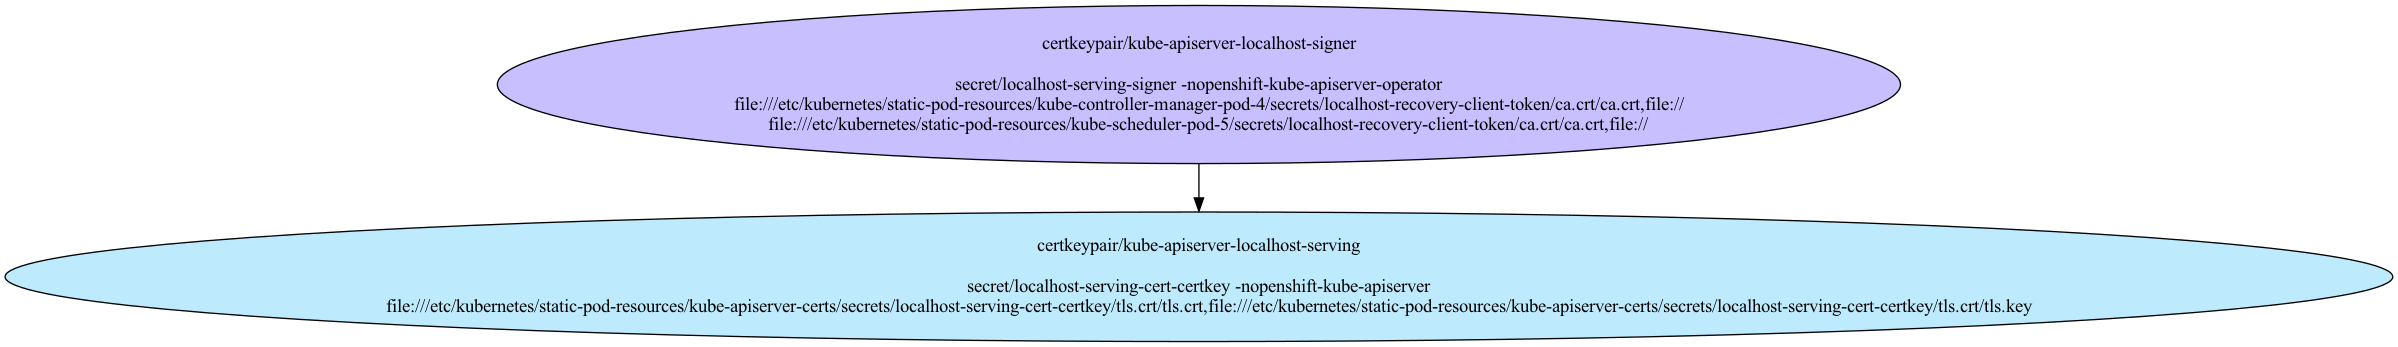 certkeypair/kube-apiserver-localhost-signer
secret/localhost-serving-signer -nopenshift-kube-apiserver-operator
file:///etc/kubernetes/static-pod-resources/kube-controller-manager-pod-4/secrets/localhost-recovery-client-token/ca.crt/ca.crt,file://
file:///etc/kubernetes/static-pod-resources/kube-scheduler-pod-5/secrets/localhost-recovery-client-token/ca.crt/ca.crt,file://
certkeypair/kube-apiserver-localhost-serving
secret/localhost-serving-cert-certkey -nopenshift-kube-apiserver
file:///etc/kubernetes/static-pod-resources/kube-apiserver-certs/secrets/localhost-serving-cert-certkey/tls.crt/tls.crt,file:///etc/kubernetes/static-pod-resources/kube-apiserver-certs/secrets/localhost-serving-cert-certkey/tls.crt/tls.key